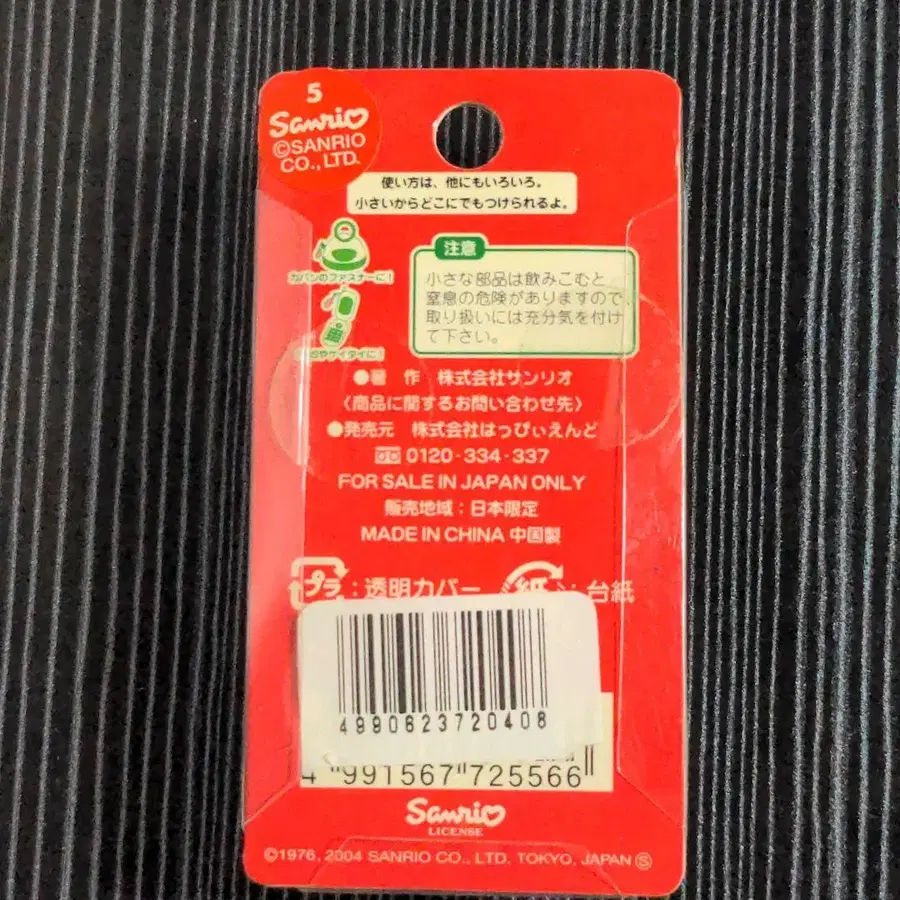 5
Sanrio
©SANRIO
CO., LTD.
使い方は、他にもいろいろ。
小さいからどこにでもつけられるよ。
カバンのファスナーに!
やケイタイに!
注意
小さな部品は飲みこむと
窒息の危険がありますので、
取り扱いには充分気を付け
て下さい。
●著 作 株式会社サンリオ
〈商品に関するお問い合わせ先〉
●発売元 株式会社はっぴぃえんど
0120-334-337
FOR SALE IN JAPAN ONLY
販売地域:日本限定
MADE IN CHINA 中国製
プラ:透明カバー 紙:台紙
4990623720408
4 991567 725566
Sanrio
LICENSE
©1976, 2004 SANRIO CO., LTD. TOKYO, JAPAN Ⓢ